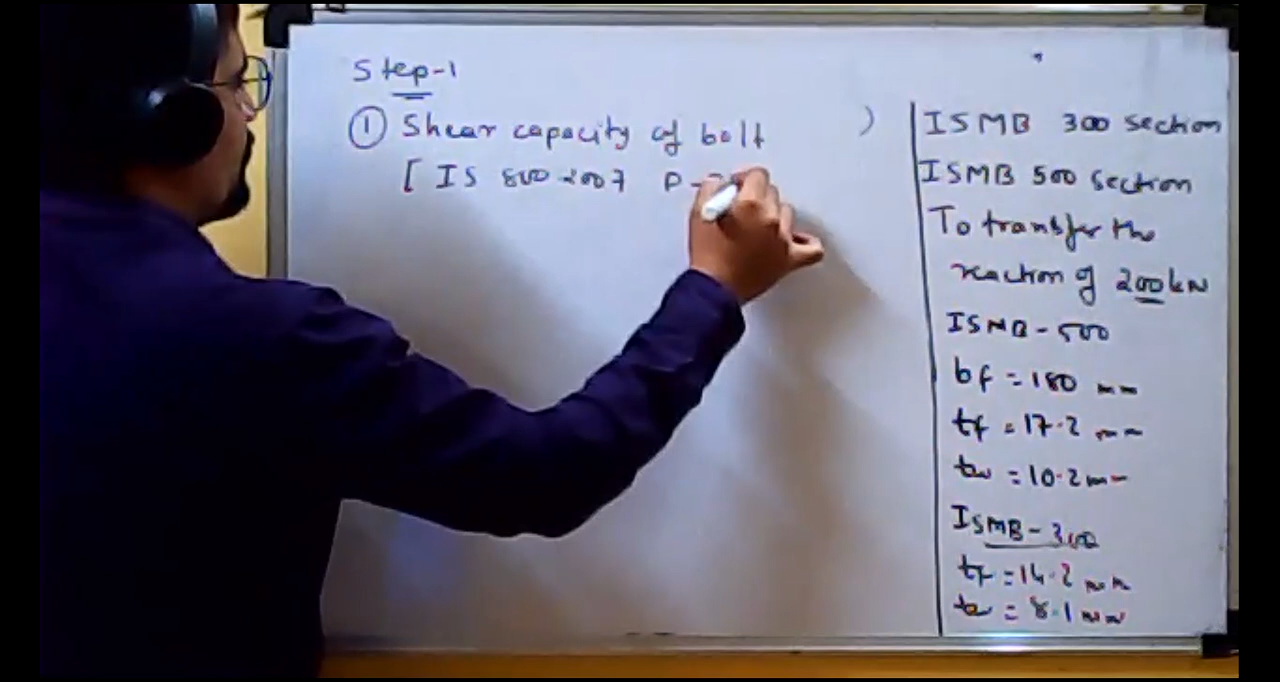 Step-1
① Shear capacity of bolt
[ IS 800-2007 P-
)
ISMB 300 section
ISMB 500 section
To transfer the
reaction of 200kN
ISMB-500
bf = 180 mm
tf = 17.2 mm
tw = 10.2mm
ISMB-300
tf = 14.2 mm
tw = 8.1 mm